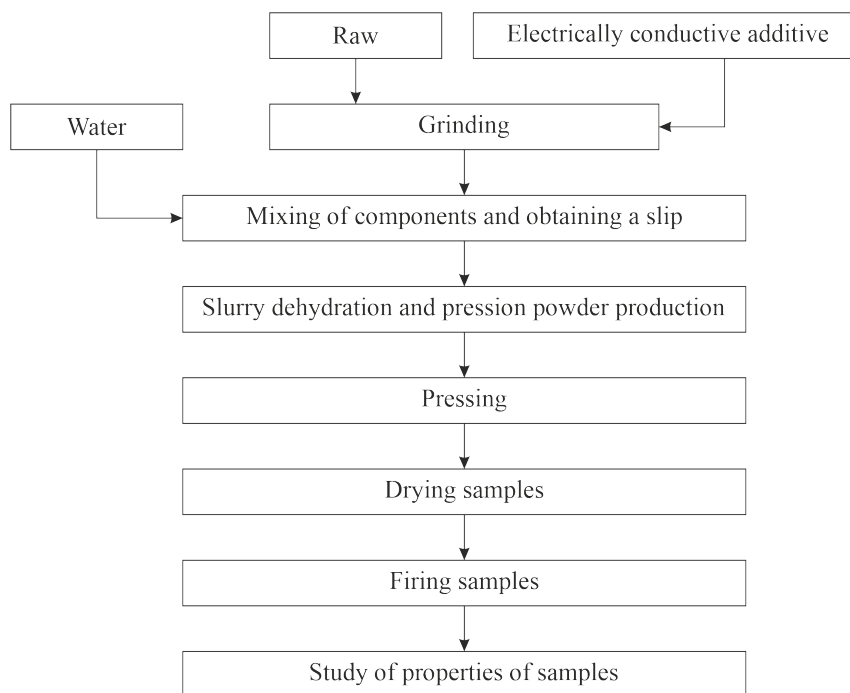 Raw
Electrically conductive additive
Water
Grinding
Mixing of components and obtaining a slip
Slurry dehydration and pression powder production
Pressing
Drying samples
Firing samples
Study of properties of samples